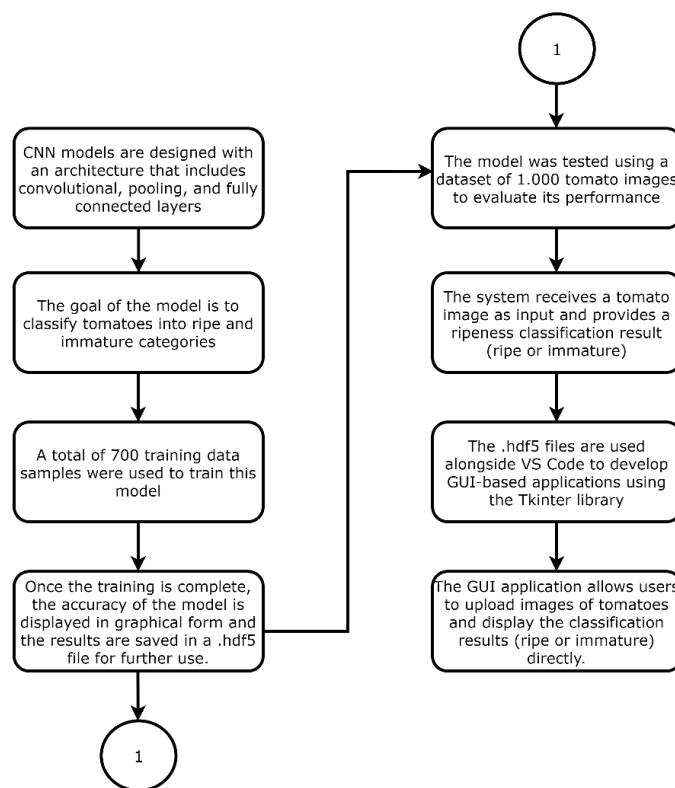 CNN models are designed with
an architecture that includes
convolutional, pooling, and fully
connected layers
The goal of the model is to
classify tomatoes into ripe and
immature categories
A total of 700 training data
samples were used to train this
model
Once the training is complete,
the accuracy of the model is
displayed in graphical form and
the results are saved in a .hdf5
file for further use.
1
1
The model was tested using a
dataset of 1.000 tomato images
to evaluate its performance
The system receives a tomato
image as input and provides a
ripeness classification result
(ripe or immature)
The .hdf5 files are used
alongside VS Code to develop
GUI-based applications using
the Tkinter library
The GUI application allows users
to upload images of tomatoes
and display the classification
results (ripe or immature)
directly.